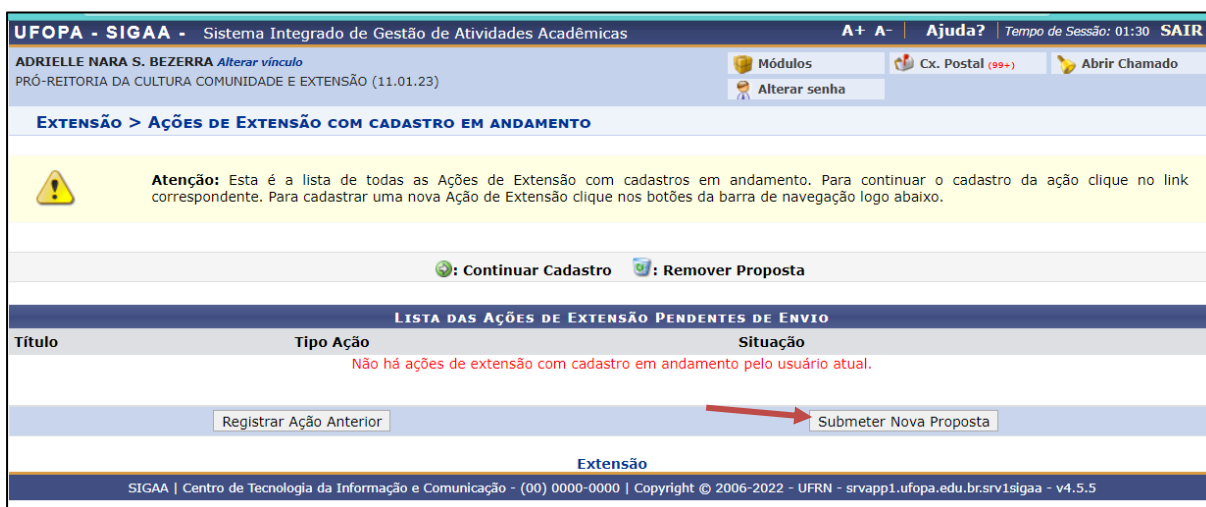 UFOPA - SIGAA - Sistema Integrado de Gestão de Atividades Acadêmicas A+ A- | Ajuda? | Tempo de Sessão: 01:30 SAIR
ADRIELLE NARA S. BEZERRA Alterar vínculo
PRÓ-REITORIA DA CULTURA COMUNIDADE E EXTENSÃO (11.01.23)
Módulos Cx. Postal (99+) Abrir Chamado
Alterar senha
EXTENSÃO > AÇÕES DE EXTENSÃO COM CADASTRO EM ANDAMENTO
Atenção: Esta é a lista de todas as Ações de Extensão com cadastros em andamento. Para continuar o cadastro da ação clique no link
correspondente. Para cadastrar uma nova Ação de Extensão clique nos botões da barra de navegação logo abaixo.
: Continuar Cadastro : Remover Proposta
LISTA DAS AÇÕES DE EXTENSÃO PENDENTES DE ENVIO
Título Tipo Ação Situação
Não há ações de extensão com cadastro em andamento pelo usuário atual.
Registrar Ação Anterior Submeter Nova Proposta
Extensão
SIGAA | Centro de Tecnologia da Informação e Comunicação - (00) 0000-0000 | Copyright © 2006-2022 - UFRN - srvapp1.ufopa.edu.br.srv1sigaa - v4.5.5